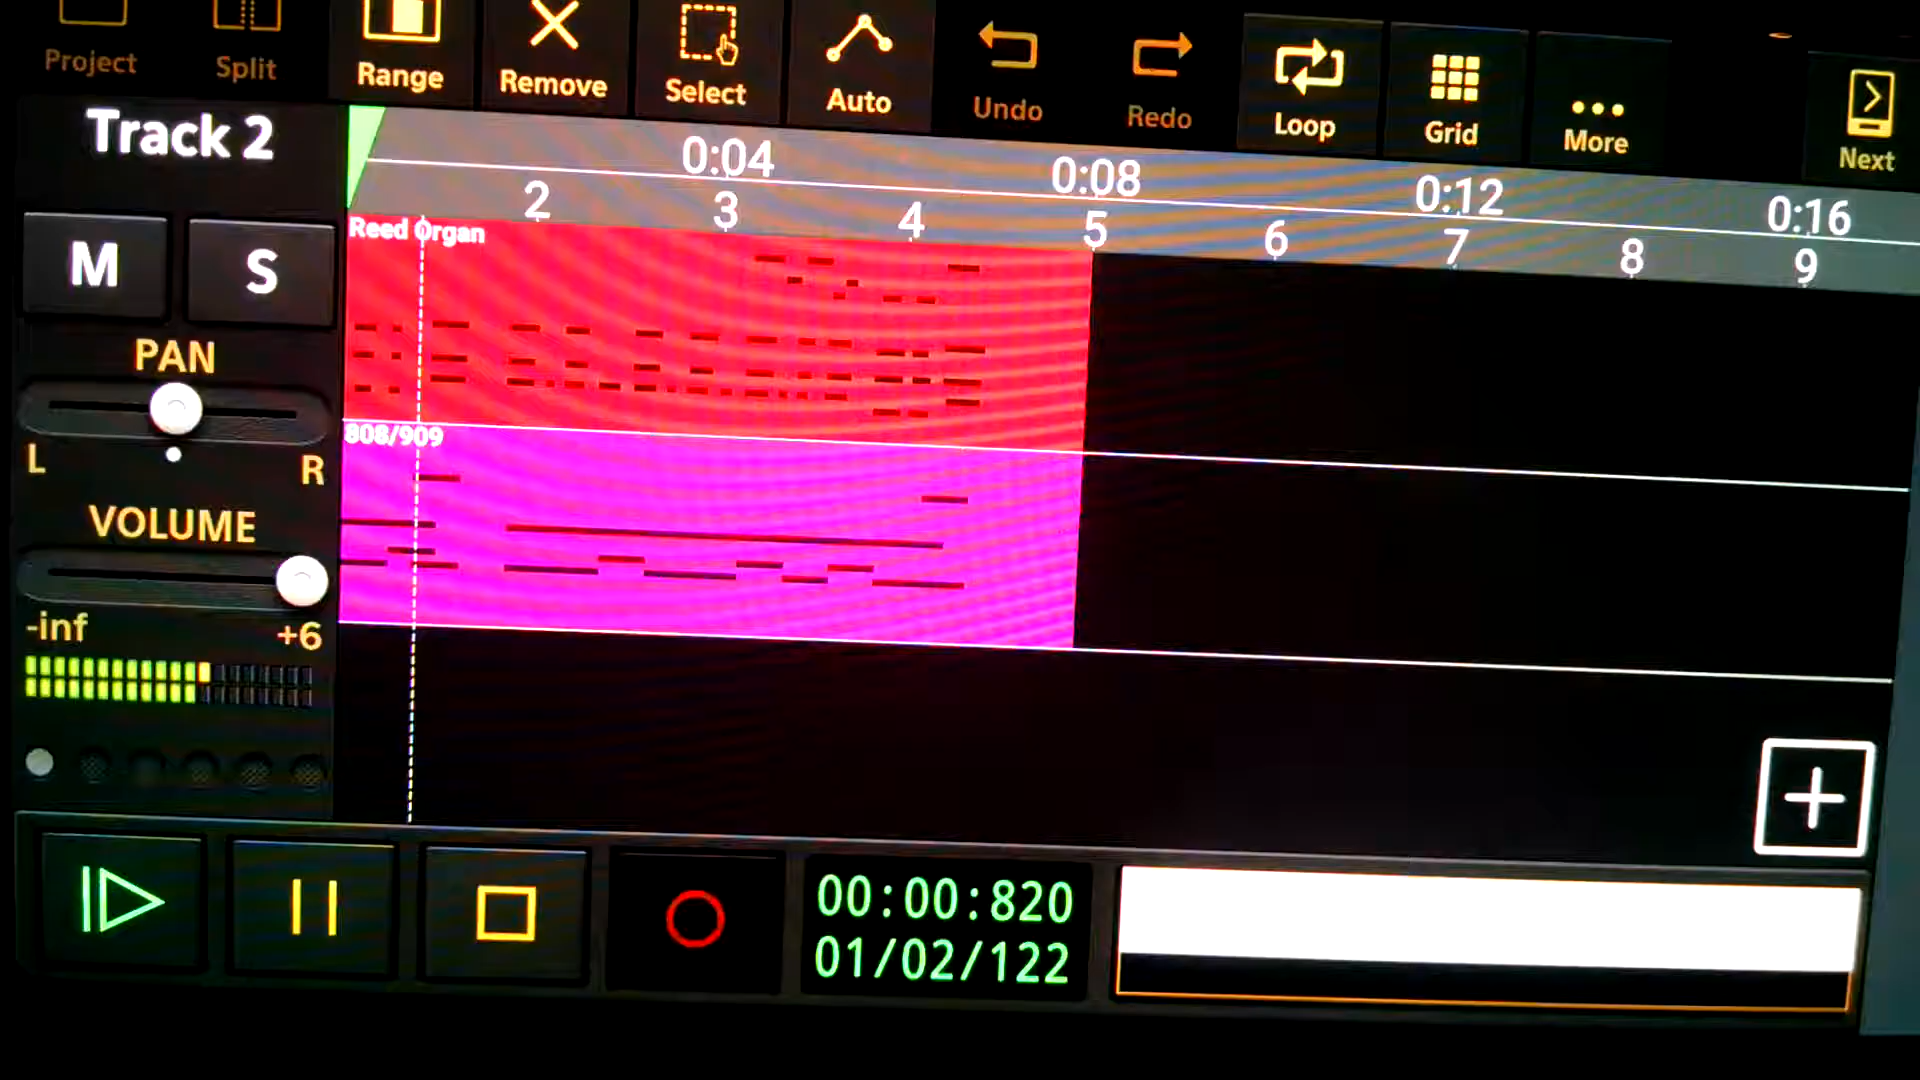 Project Split Range Remove Select Auto Undo Redo Loop Grid More Next
Track 2
0:04 0:08 0:12 0:16
2 3 4 5 6 7 8 9
M S
Reed Organ
PAN
L R
808/909
VOLUME
-inf +6
00:00:820
01/02/122